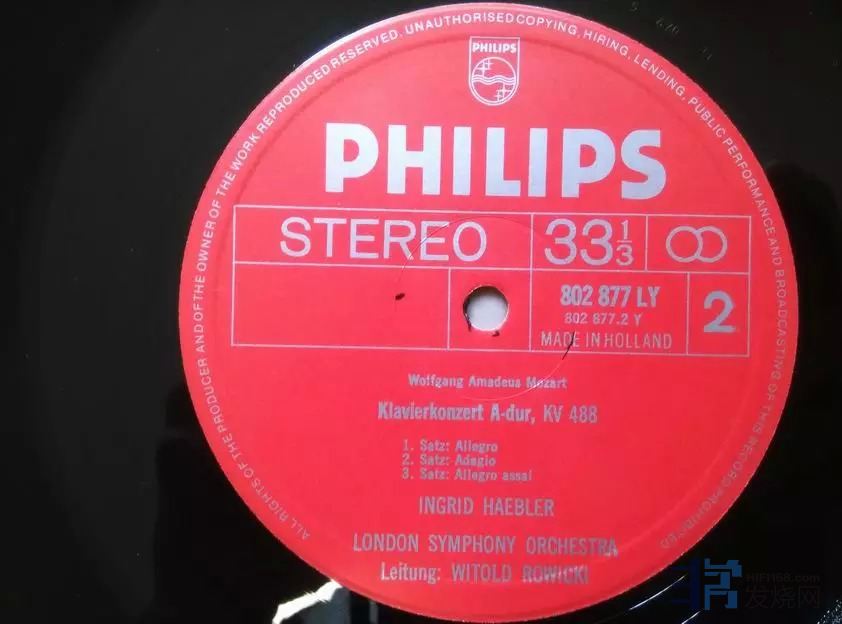 ALL RIGHTS OF THE PRODUCER AND OF THE OWNER OF THE WORK REPRODUCED RESERVED. UNAUTHORISED COPYING, HIRING, LENDING, PUBLIC PERFORMANCE AND BROADCASTING OF THIS RECORD PROHIBITED
PHILIPS
PHILIPS
STEREO 33 1/3
802 877 LY
802 877.2 Y
MADE IN HOLLAND
2
Wolfgang Amadeus Mozart
Klavierkonzert A-dur, KV 488
1. Satz: Allegro
2. Satz: Adagio
3. Satz: Allegro assai
INGRID HAEBLER
LONDON SYMPHONY ORCHESTRA
Leitung: WITOLD ROWICKI
HIFI168.com
发烧网